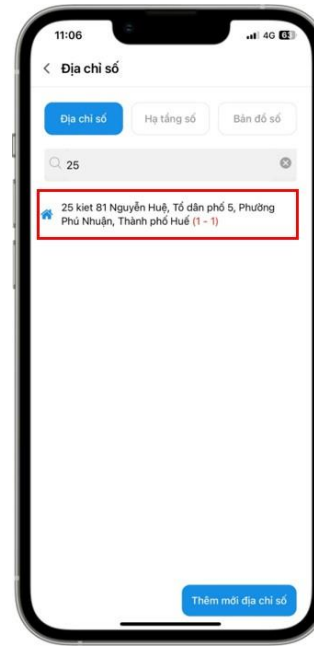 11:06 4G 63
< Địa chỉ số
Địa chỉ số Hạ tầng số Bản đồ số
25
25 kiet 81 Nguyễn Huệ, Tổ dân phố 5, Phường
Phú Nhuận, Thành phố Huế (1 - 1)
Thêm mới địa chỉ số